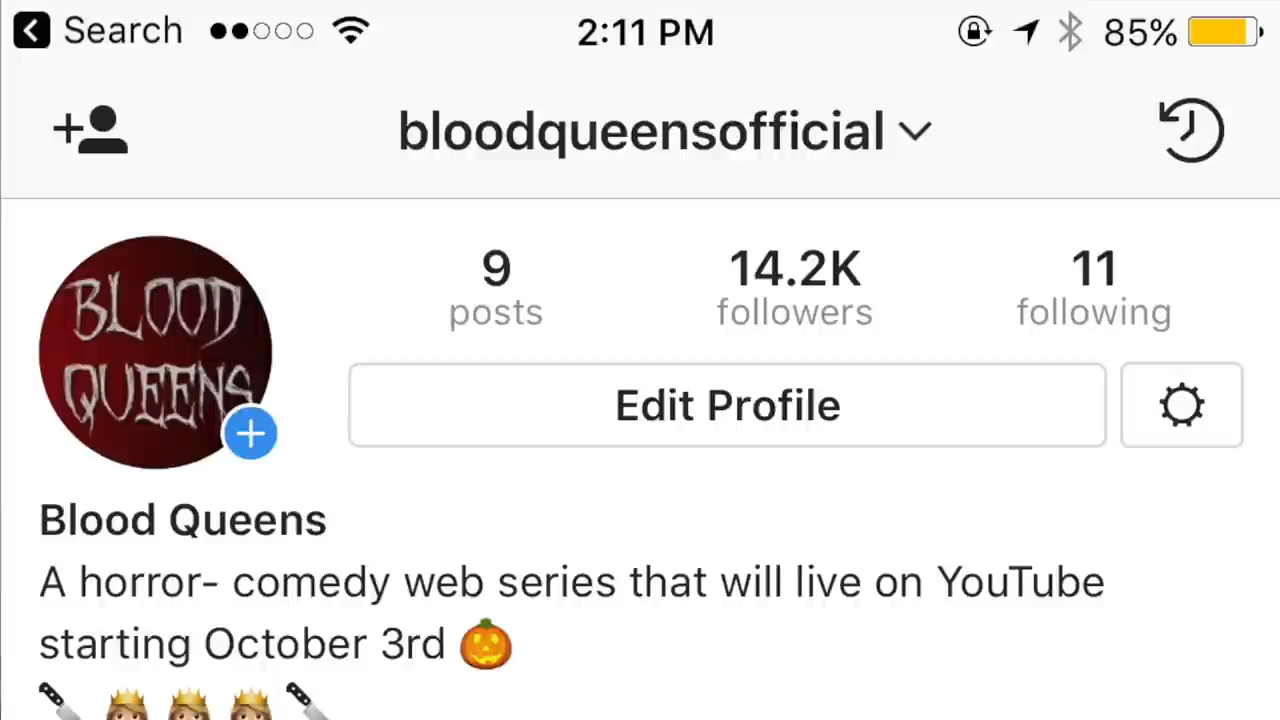 Search 2:11 PM 85%
bloodqueensofficial
BLOOD
QUEENS
9 14.2K 11
posts followers following
Edit Profile
Blood Queens
A horror- comedy web series that will live on YouTube
starting October 3rd 🎃
🔪👸🏼👸🏼👸🏼🔪